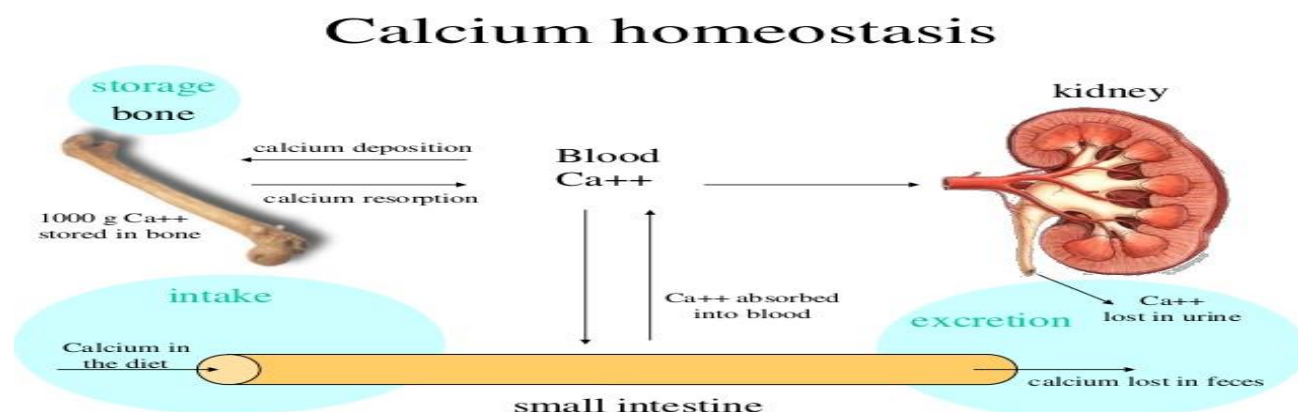 Calcium homeostasis
storage
bone
calcium deposition
calcium resorption
1000 g Ca++
stored in bone
Blood
Ca++
kidney
intake
Calcium in
the diet
Ca++ absorbed
into blood
excretion
Ca++
lost in urine
calcium lost in feces
small intestine